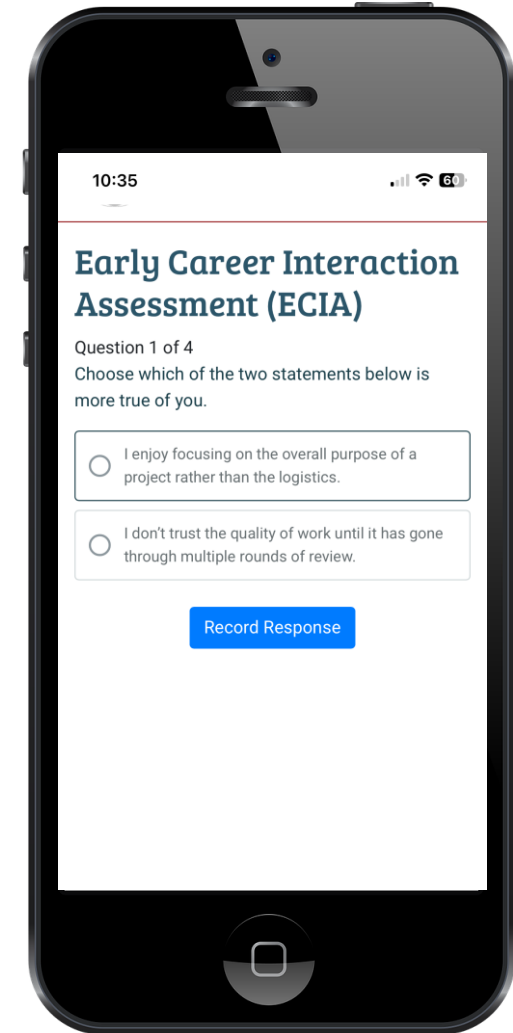 10:35
60
Early Career Interaction
Assessment (ECIA)
Question 1 of 4
Choose which of the two statements below is
more true of you.
I enjoy focusing on the overall purpose of a
project rather than the logistics.
I don't trust the quality of work until it has gone
through multiple rounds of review.
Record Response